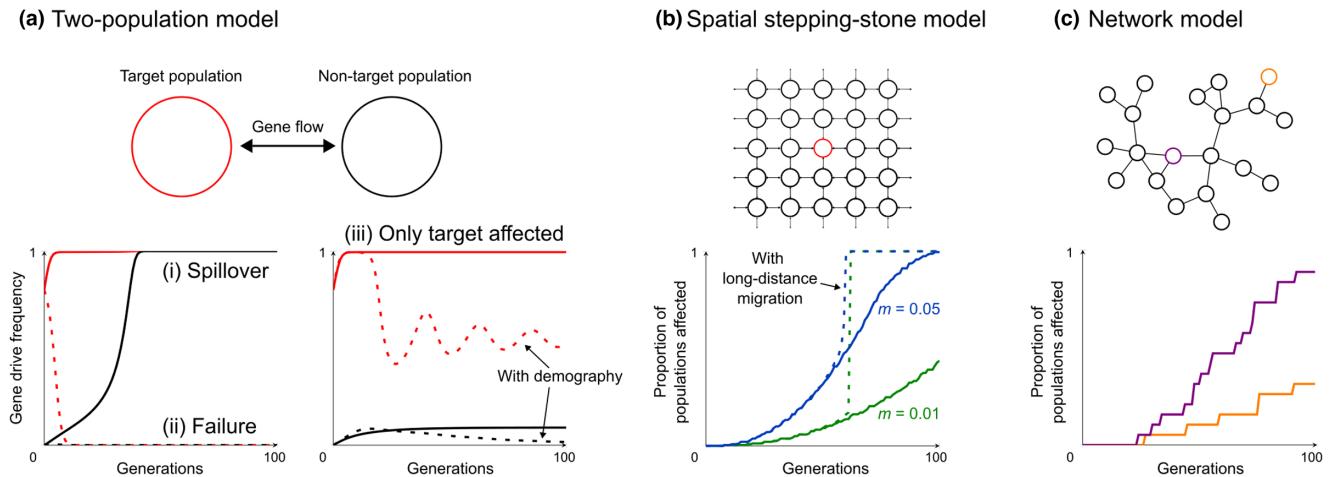 (a) Two-population model
Target population
Non-target population
Gene flow
1
(i) Spillover
(ii) Failure
Gene drive frequency
0
Generations
100
(iii) Only target affected
1
With demography
0
Generations
100
(b) Spatial stepping-stone model
1
With
long-distance
migration
m = 0.05
m = 0.01
Proportion of
populations affected
0
Generations
100
(c) Network model
1
Proportion of
populations affected
0
Generations
100